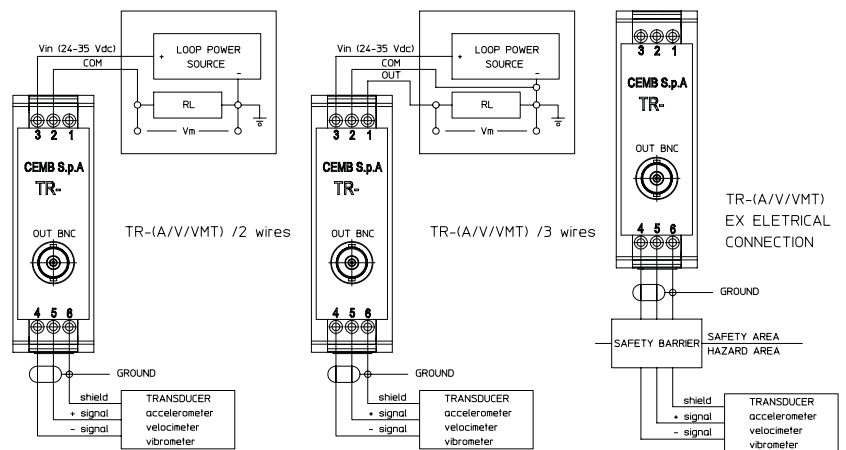 Vin (24-35 Vdc)
COM
+
LOOP POWER
SOURCE
-
RL
Vm
3 2 1
CEMB S.p.A
TR-
OUT BNC
4 5 6
GROUND
shield
+ signal
- signal
TRANSDUCER
accelerometer
velocimeter
vibrometer
TR-(A/V/VMT) /2 wires
Vin (24-35 Vdc)
COM
OUT
+
LOOP POWER
SOURCE
-
RL
Vm
3 2 1
CEMB S.p.A
TR-
OUT BNC
4 5 6
GROUND
shield
+ signal
- signal
TRANSDUCER
accelerometer
velocimeter
vibrometer
TR-(A/V/VMT) /3 wires
3 2 1
CEMB S.p.A
TR-
OUT BNC
4 5 6
TR-(A/V/VMT)
EX ELETRICAL
CONNECTION
GROUND
SAFETY BARRIER
SAFETY AREA
HAZARD AREA
shield
+ signal
- signal
TRANSDUCER
accelerometer
velocimeter
vibrometer